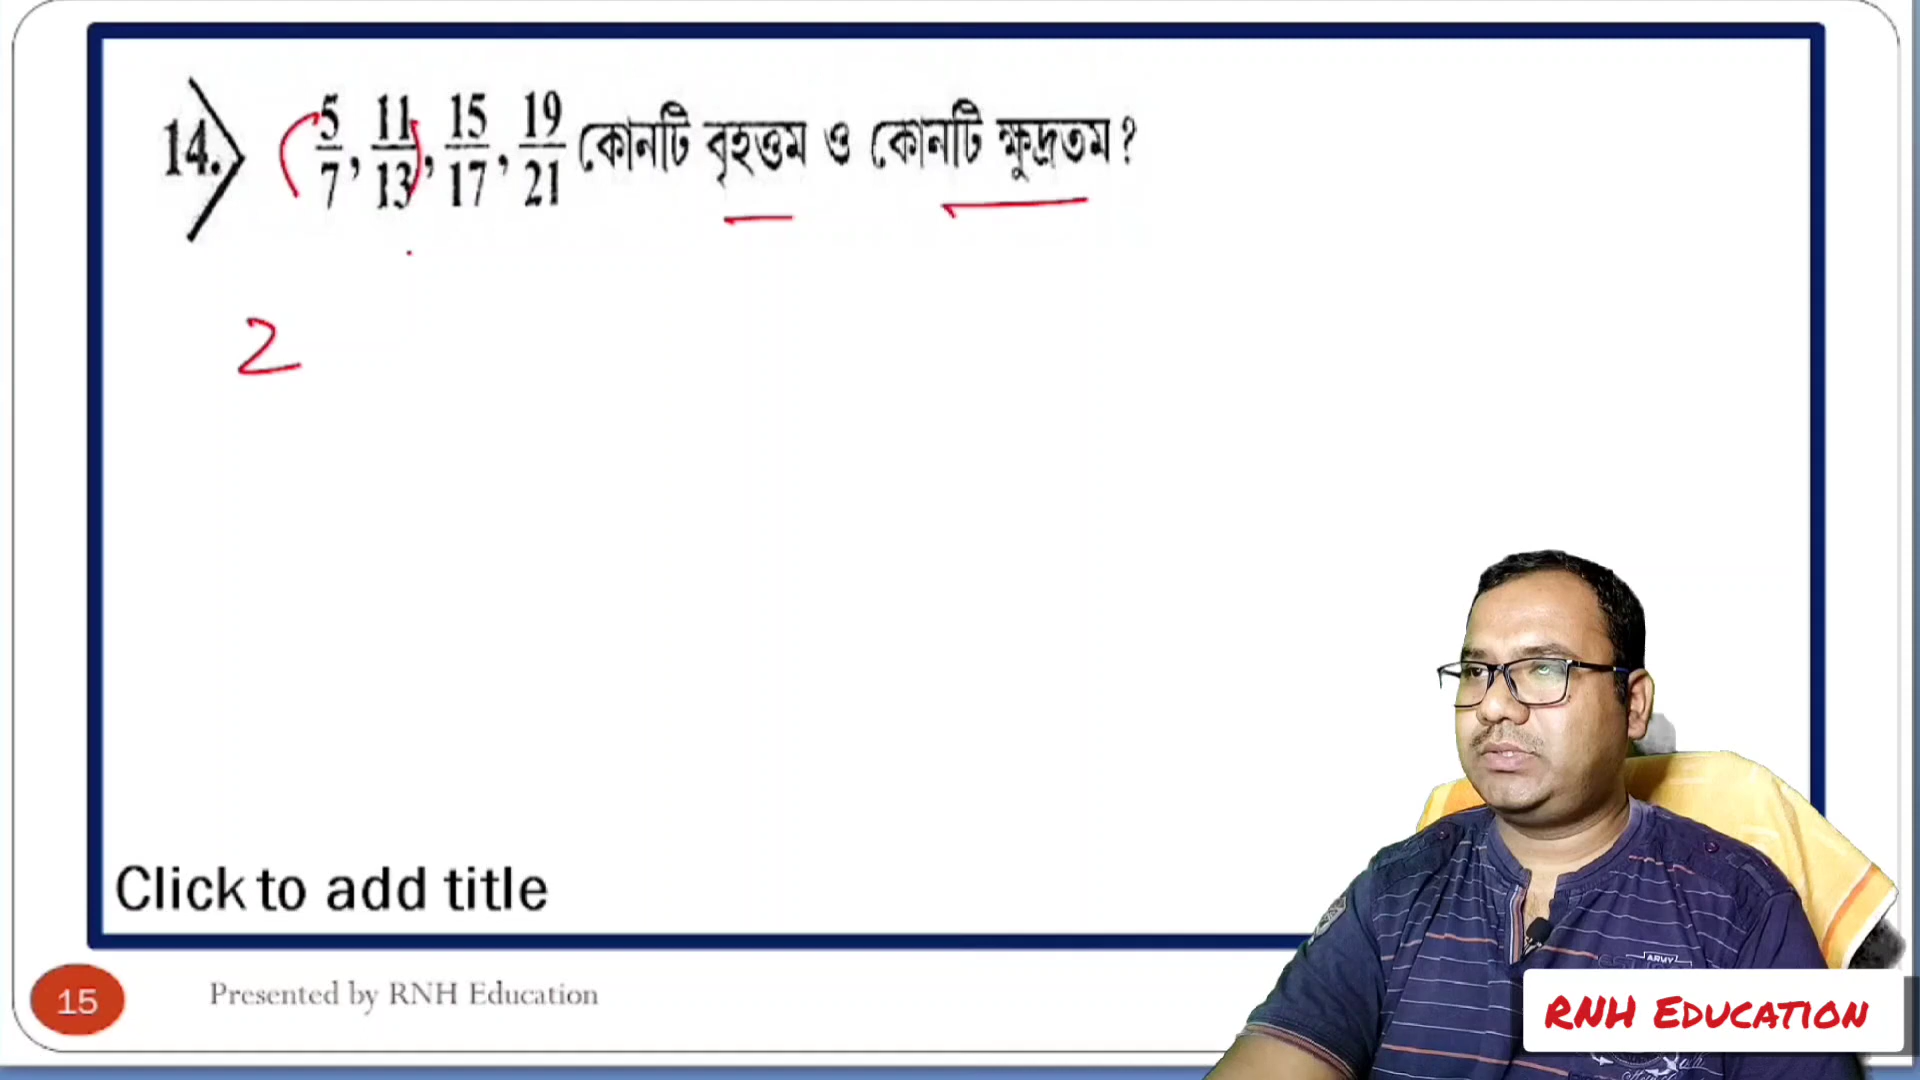 14. 5/7, 11/13, 15/17, 19/21 কোনটি বৃহত্তম ও কোনটি ক্ষুদ্রতম ?
2
Click to add title
15
Presented by RNH Education
ARMY
RNH EDUCATION